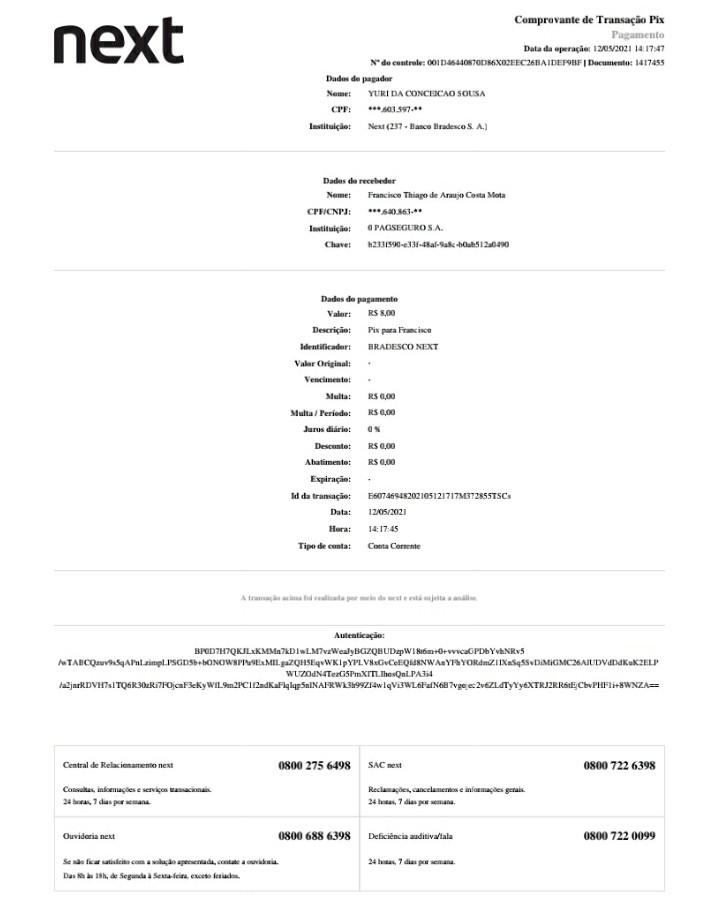 next
Comprovante de Transação Pix
Pagamento
Data da operação: 12/05/2021 14:17:47
Nº do controle: 001D46440870D86X02EEC26BA1DEF9BF | Documento: 1417455
Dados do pagador
Nome: YURI DA CONCEICAO SOUSA
CPF: ***.603.597-**
Instituição: Next (237 - Banco Bradesco S. A.)
Dados do recebedor
Nome: Francisco Thiago de Araujo Costa Mota
CPF/CNPJ: ***.640.863-**
Instituição: 0 PAGSEGURO S.A.
Chave: b233f590-e33f-48af-9a8c-b0ab512a0490
Dados do pagamento
Valor: R$ 8,00
Descrição: Pix para Francisco
Identificador: BRADESCO NEXT
Valor Original: -
Vencimento: -
Multa: R$ 0,00
Multa / Período: R$ 0,00
Juros diário: 0 %
Desconto: R$ 0,00
Abatimento: R$ 0,00
Expiração: -
Id da transação: E60746948202105121717M372855TSCs
Data: 12/05/2021
Hora: 14:17:45
Tipo de conta: Conta Corrente
A transação acima foi realizada por meio do next e está sujeita a análise.
Autenticação:
Central de Relacionamento next 0800 275 6498
Consultas, informações e serviços transacionais.
24 horas, 7 dias por semana.
SAC next 0800 722 6398
Reclamações, cancelamentos e informações gerais.
24 horas, 7 dias por semana.
Ouvidoria next 0800 688 6398
Se não ficar satisfeito com a solução apresentada, contate a ouvidoria.
Das 8h às 18h, de Segunda à Sexta-feira, exceto feriados.
Deficiência auditiva/fala 0800 722 0099
24 horas, 7 dias por semana.